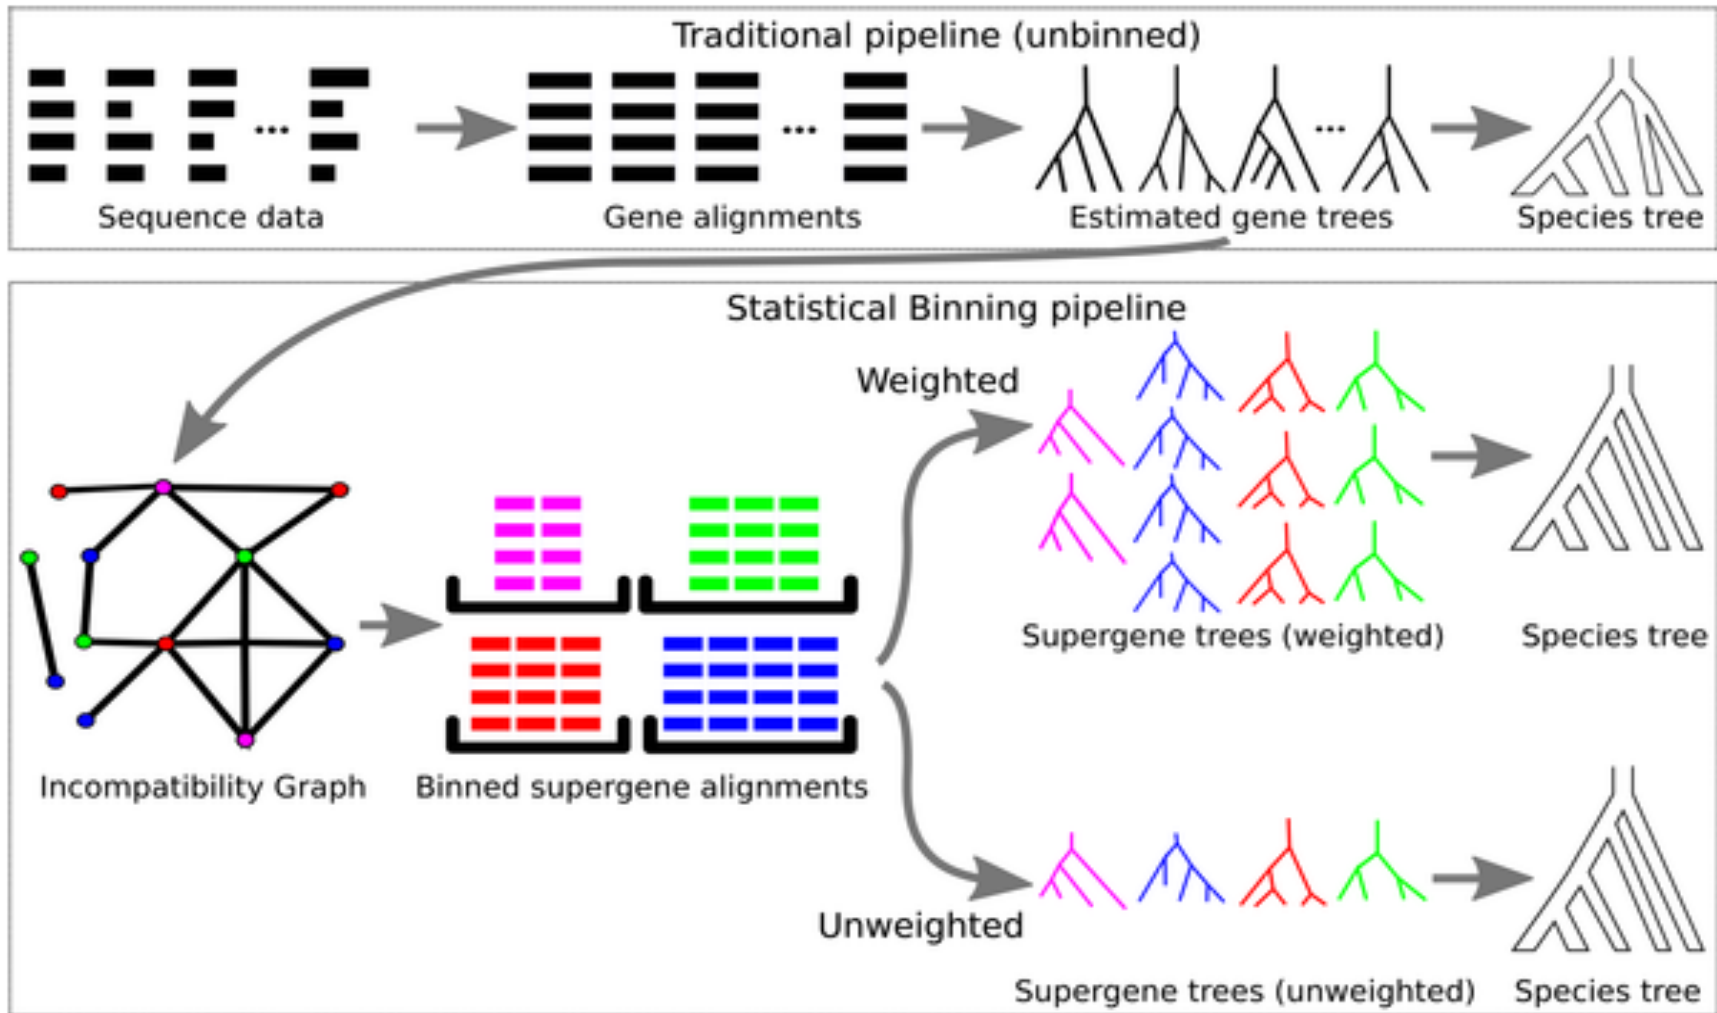 Traditional pipeline (unbinned)
...
...
...
Sequence data
Gene alignments
Estimated gene trees
Species tree
Statistical Binning pipeline
Weighted
Supergene trees (weighted)
Species tree
Incompatibility Graph
Binned supergene alignments
Unweighted
Supergene trees (unweighted)
Species tree